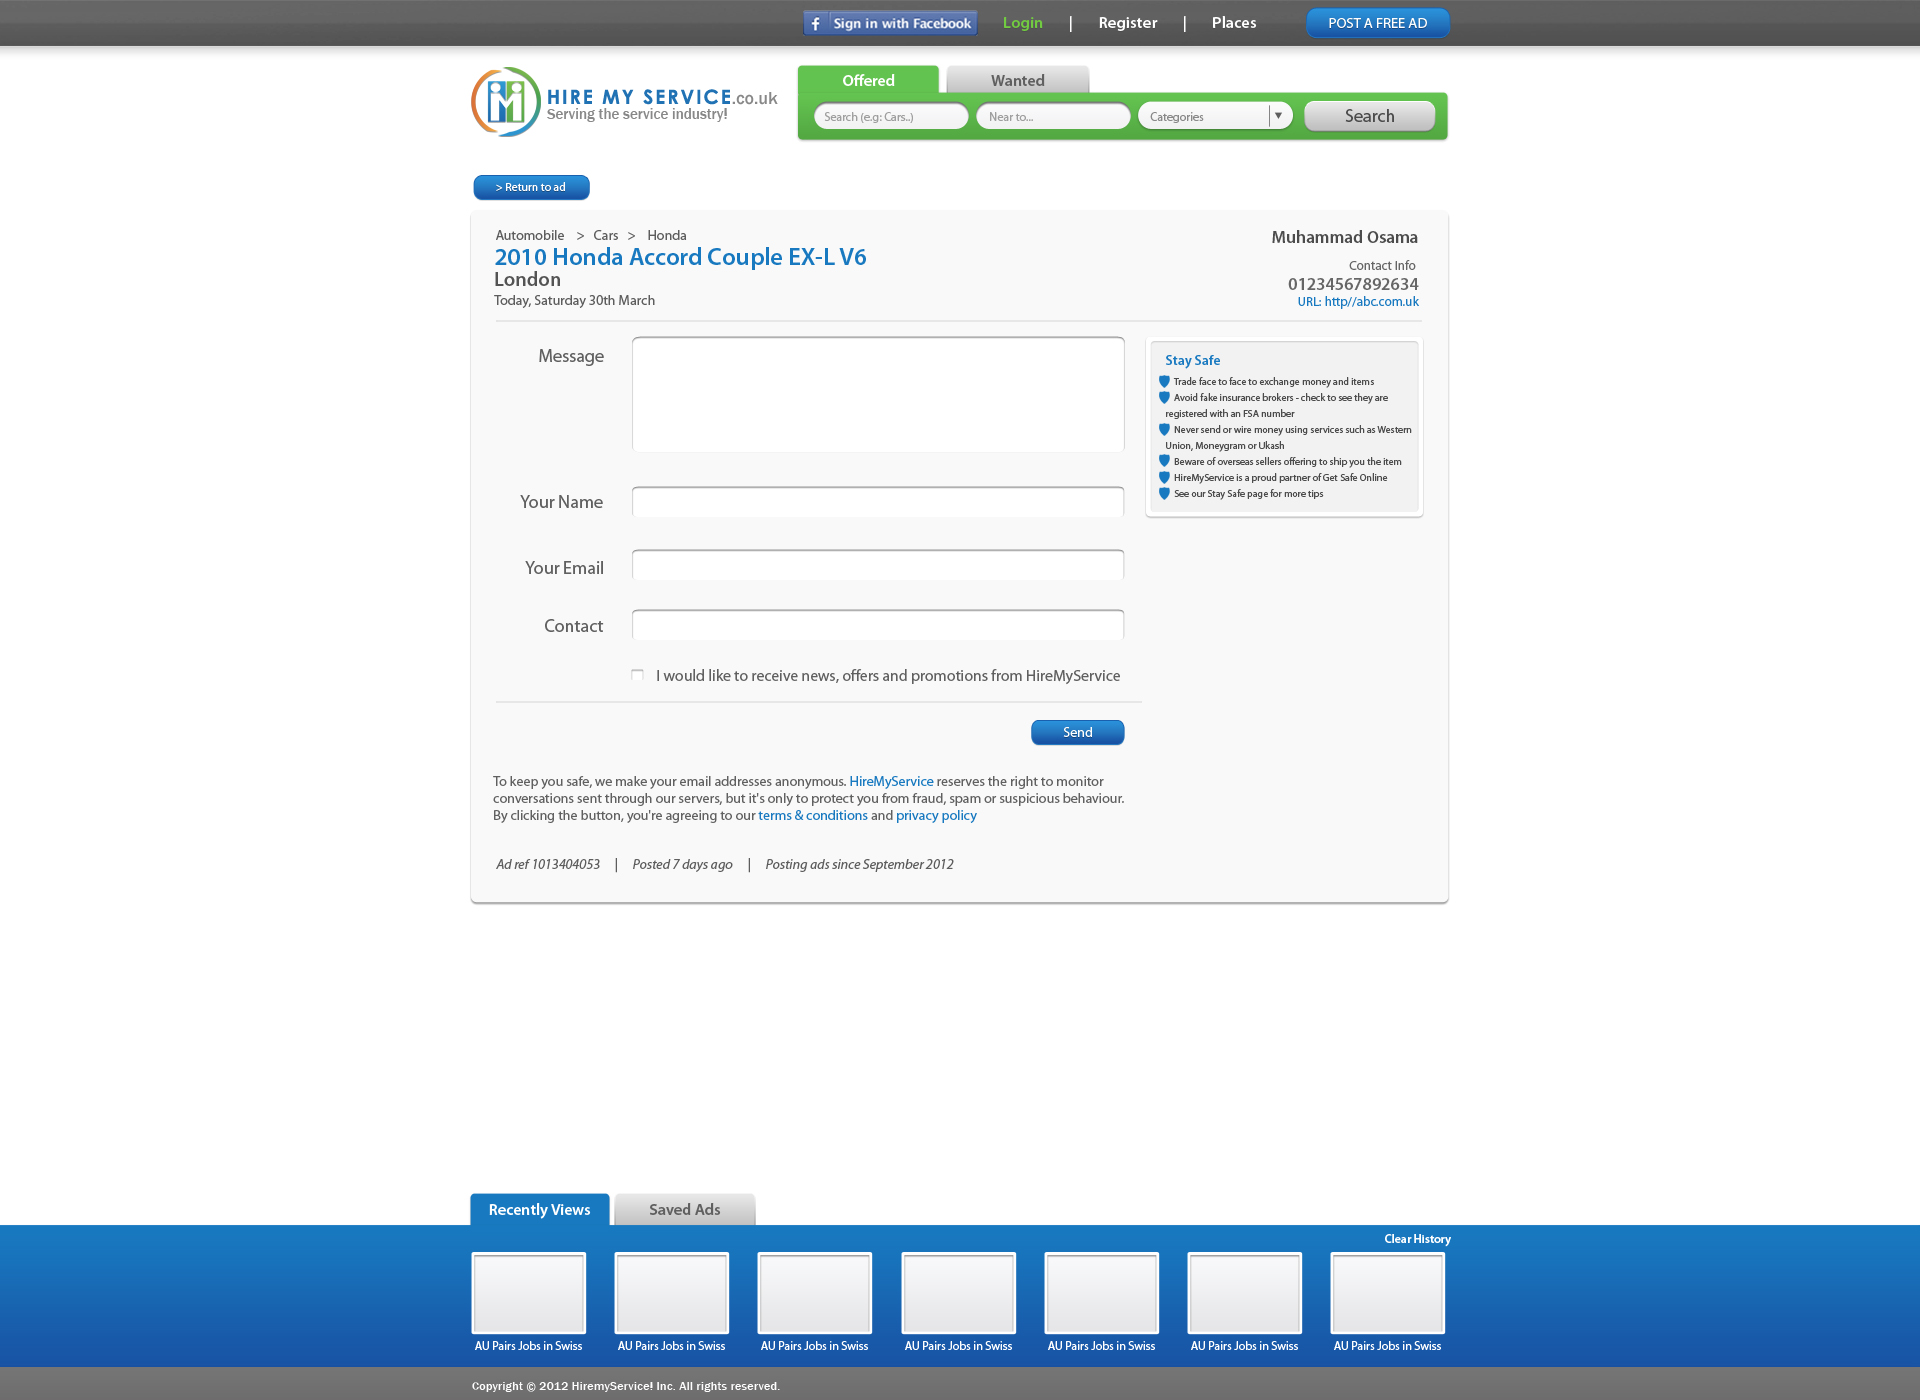 f Sign in with Facebook Login | Register | Places POST A FREE AD
HIRE MY SERVICE.co.uk
Serving the service industry!
Offered Wanted
Search (e.g: Cars..) Near to... Categories Search
> Return to ad
Automobile > Cars > Honda
2010 Honda Accord Couple EX-L V6
London
Today, Saturday 30th March
Muhammad Osama
Contact Info
01234567892634
URL: http//abc.com.uk
Message
Your Name
Your Email
Contact
I would like to receive news, offers and promotions from HireMyService
Send
Stay Safe
Trade face to face to exchange money and items
Avoid fake insurance brokers - check to see they are
registered with an FSA number
Never send or wire money using services such as Western
Union, Moneygram or Ukash
Beware of overseas sellers offering to ship you the item
HireMyService is a proud partner of Get Safe Online
See our Stay Safe page for more tips
To keep you safe, we make your email addresses anonymous. HireMyService reserves the right to monitor
conversations sent through our servers, but it's only to protect you from fraud, spam or suspicious behaviour.
By clicking the button, you're agreeing to our terms & conditions and privacy policy
Ad ref 1013404053 | Posted 7 days ago | Posting ads since September 2012
Recently Views Saved Ads
Clear History
AU Pairs Jobs in Swiss AU Pairs Jobs in Swiss AU Pairs Jobs in Swiss AU Pairs Jobs in Swiss AU Pairs Jobs in Swiss AU Pairs Jobs in Swiss AU Pairs Jobs in Swiss
Copyright © 2012 HiremyService! Inc. All rights reserved.